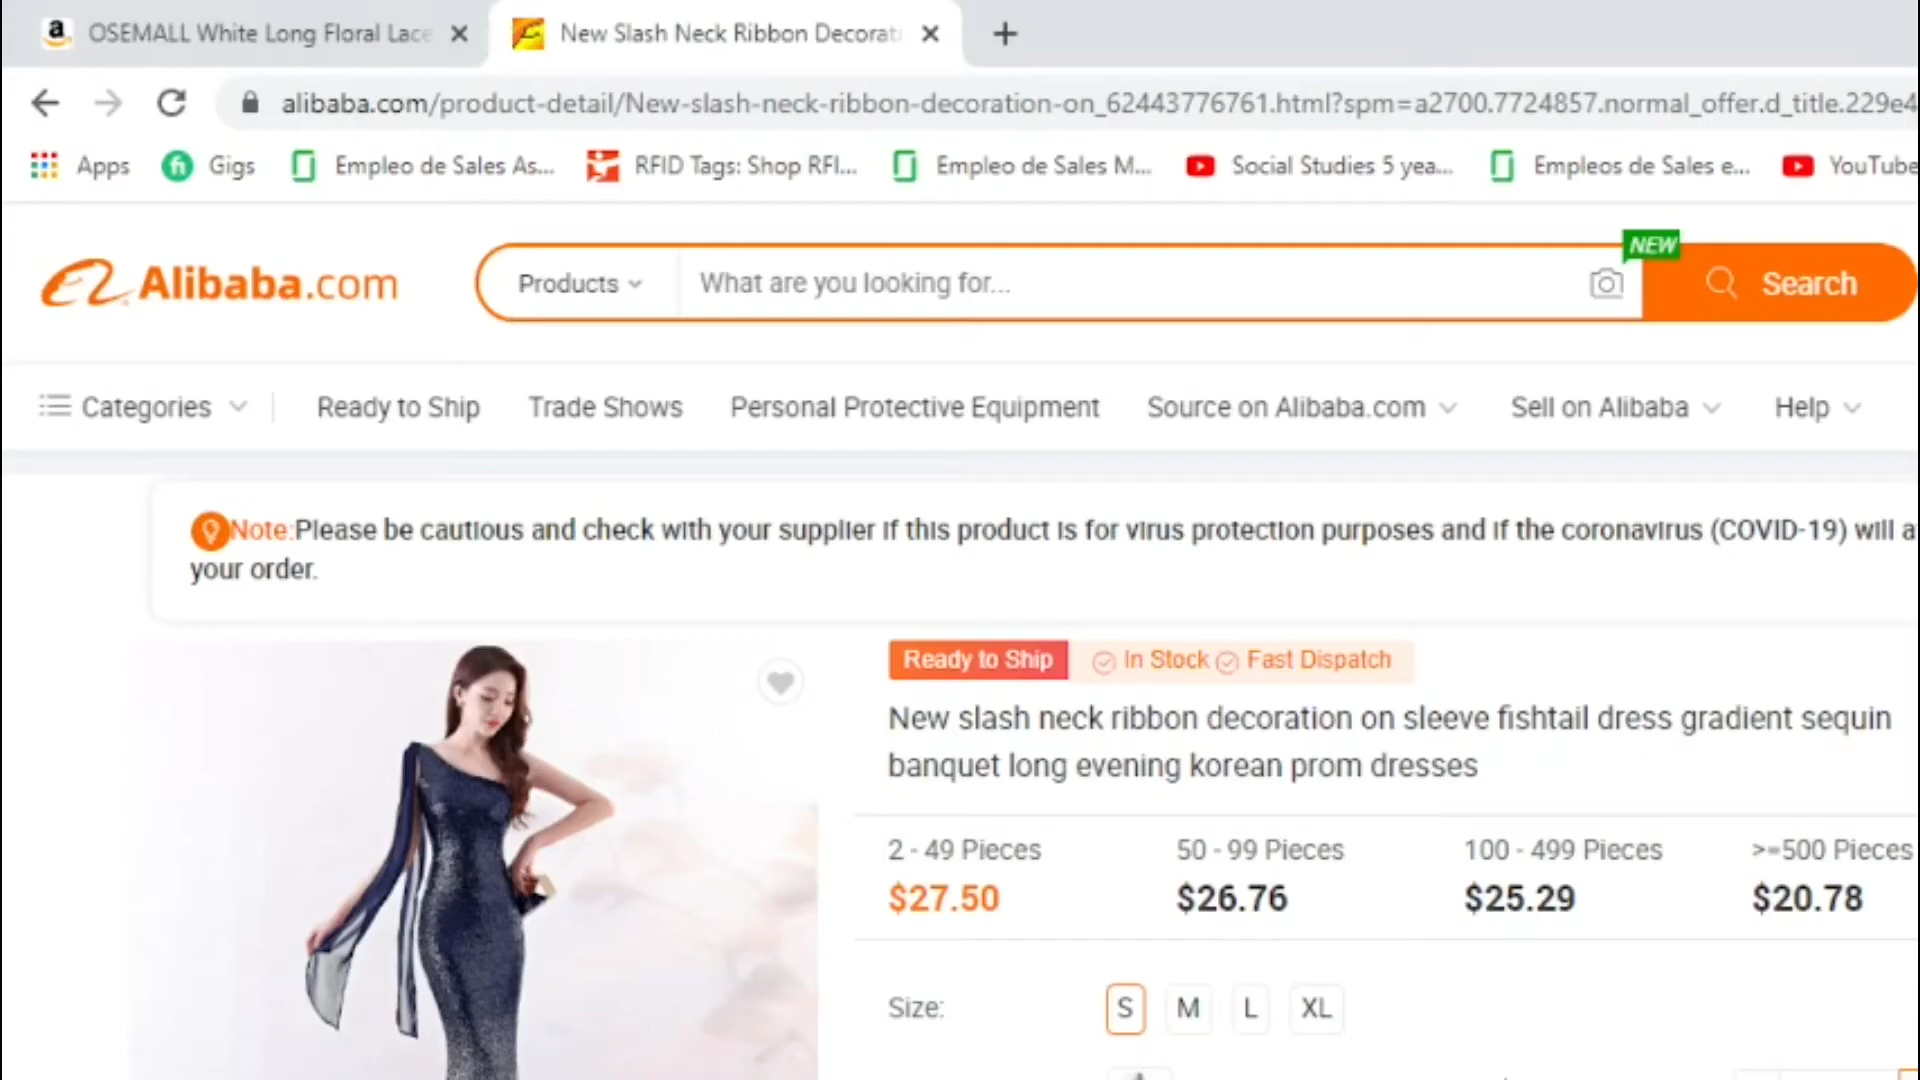 OSEMALL White Long Floral Lace
New Slash Neck Ribbon Decorat
alibaba.com/product-detail/New-slash-neck-ribbon-decoration-on_62443776761.html?spm=a2700.7724857.normal_offer.d_title.229e4
Apps
Gigs
Empleo de Sales As...
RFID Tags: Shop RFI...
Empleo de Sales M...
Social Studies 5 yea...
Empleos de Sales e...
YouTube
Alibaba.com
Products
What are you looking for...
NEW
Search
Categories
Ready to Ship
Trade Shows
Personal Protective Equipment
Source on Alibaba.com
Sell on Alibaba
Help
Note:Please be cautious and check with your supplier if this product is for virus protection purposes and if the coronavirus (COVID-19) will a
your order.
Ready to Ship
In Stock
Fast Dispatch
New slash neck ribbon decoration on sleeve fishtail dress gradient sequin
banquet long evening korean prom dresses
2 - 49 Pieces
50 - 99 Pieces
100 - 499 Pieces
>=500 Pieces
$27.50
$26.76
$25.29
$20.78
Size:
S
M
L
XL